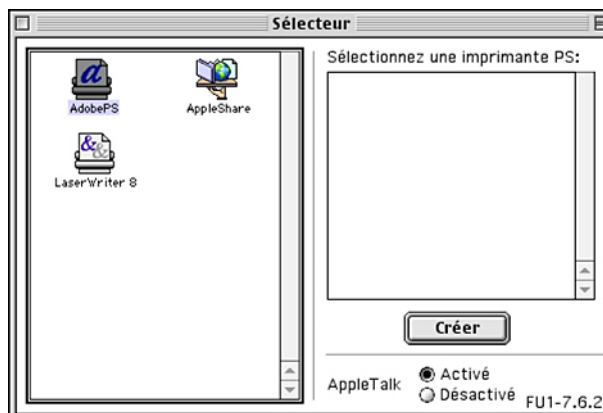 Sélecteur
AdobePS
AppleShare
LaserWriter 8
Sélectionnez une imprimante PS:
Créer
AppleTalk
Activé
Désactivé
FU1-7.6.2